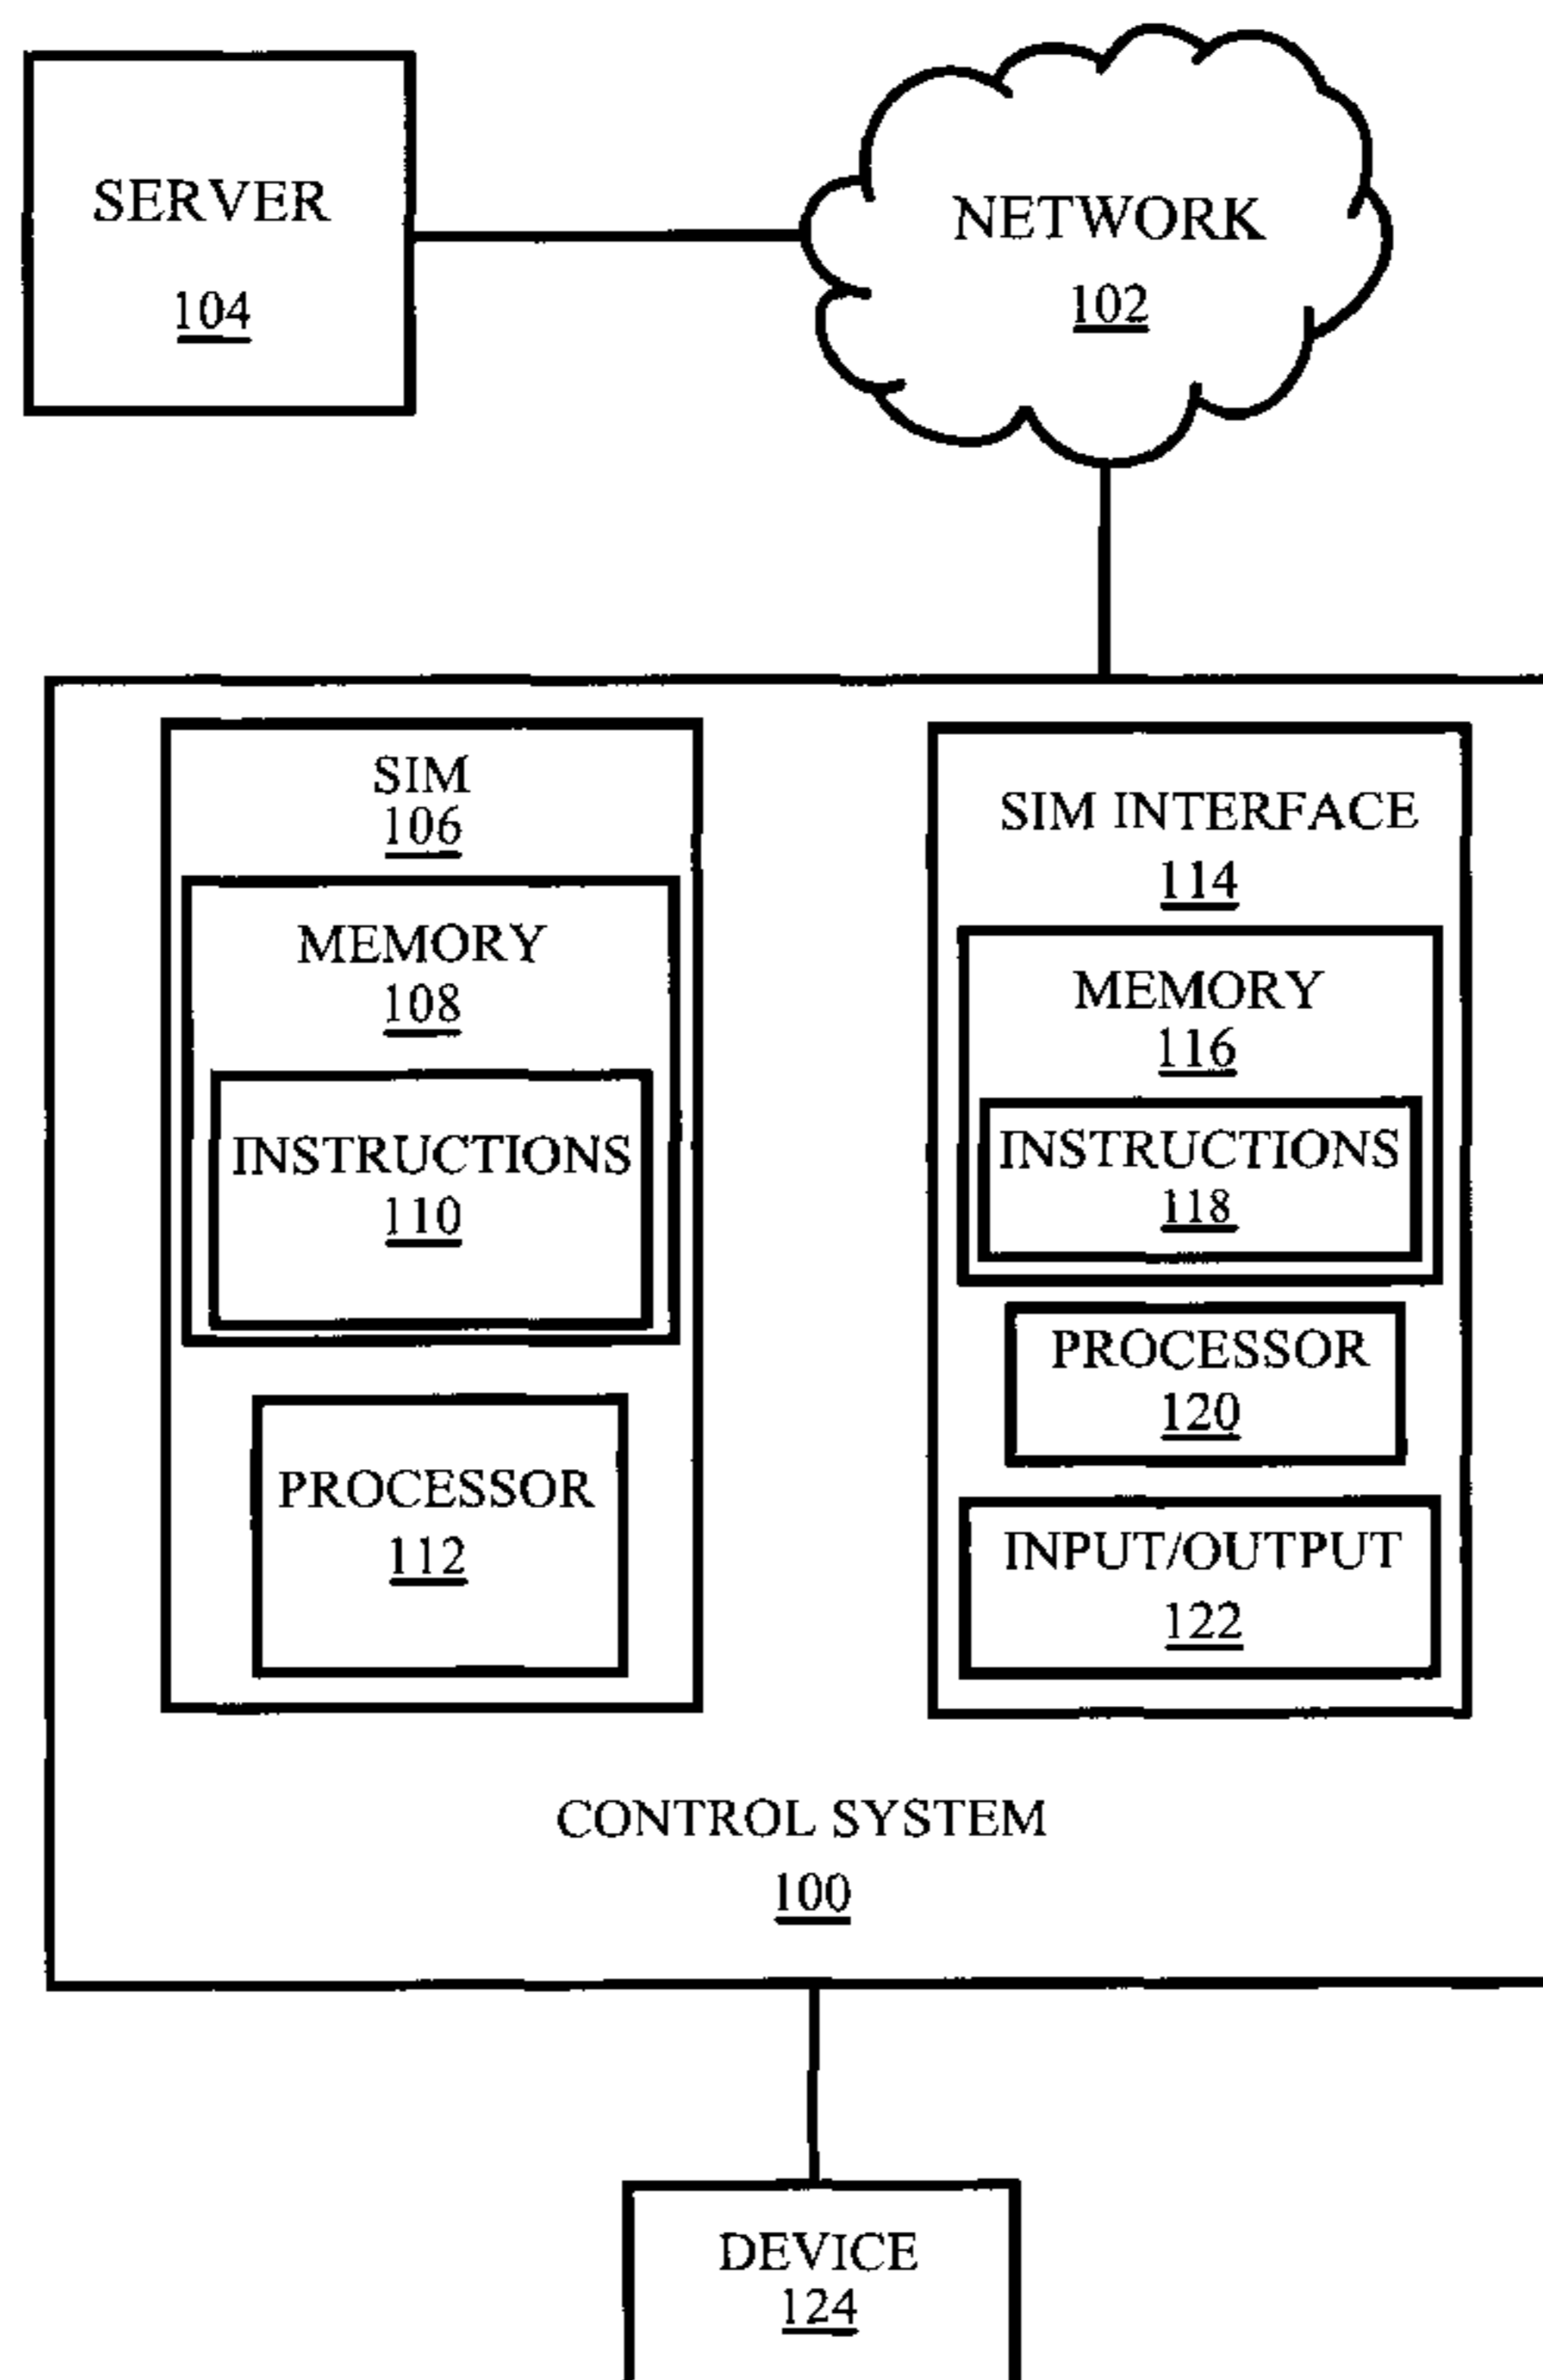 SERVER
104
NETWORK
102
SIM
106
MEMORY
108
INSTRUCTIONS
110
PROCESSOR
112
SIM INTERFACE
114
MEMORY
116
INSTRUCTIONS
118
PROCESSOR
120
INPUT/OUTPUT
122
CONTROL SYSTEM
100
DEVICE
124